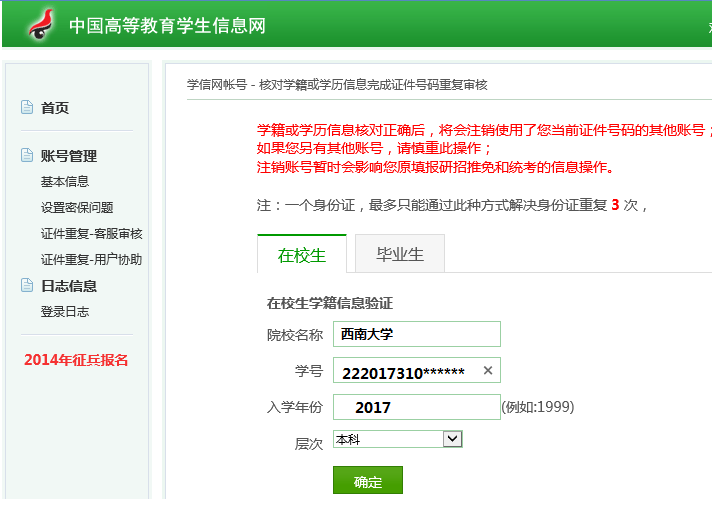 中国高等教育学生信息网
首页
账号管理
基本信息
设置密保问题
证件重复-客服审核
证件重复-用户协助
日志信息
登录日志
2014年征兵报名
学信网帐号 - 核对学籍或学历信息完成证件号码重复审核
学籍或学历信息核对正确后，将会注销使用了您当前证件号码的其他账号；
如果您另有其他账号，请慎重此操作；
注销账号暂时会影响您原填报研招推免和统考的信息操作。
注：一个身份证，最多只能通过此种方式解决身份证重复 3 次，
在校生 毕业生
在校生学籍信息验证
院校名称 西南大学
学号 222017310****** ×
入学年份 2017 (例如:1999)
层次 本科
确定